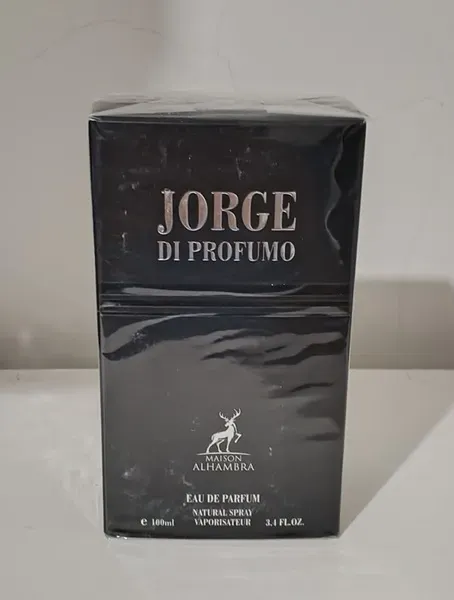 JORGE
DI PROFUMO
MAISON
ALHAMBRA
EAU DE PARFUM
NATURAL SPRAY
e 100ml VAPORISATEUR 3.4 FL.OZ.